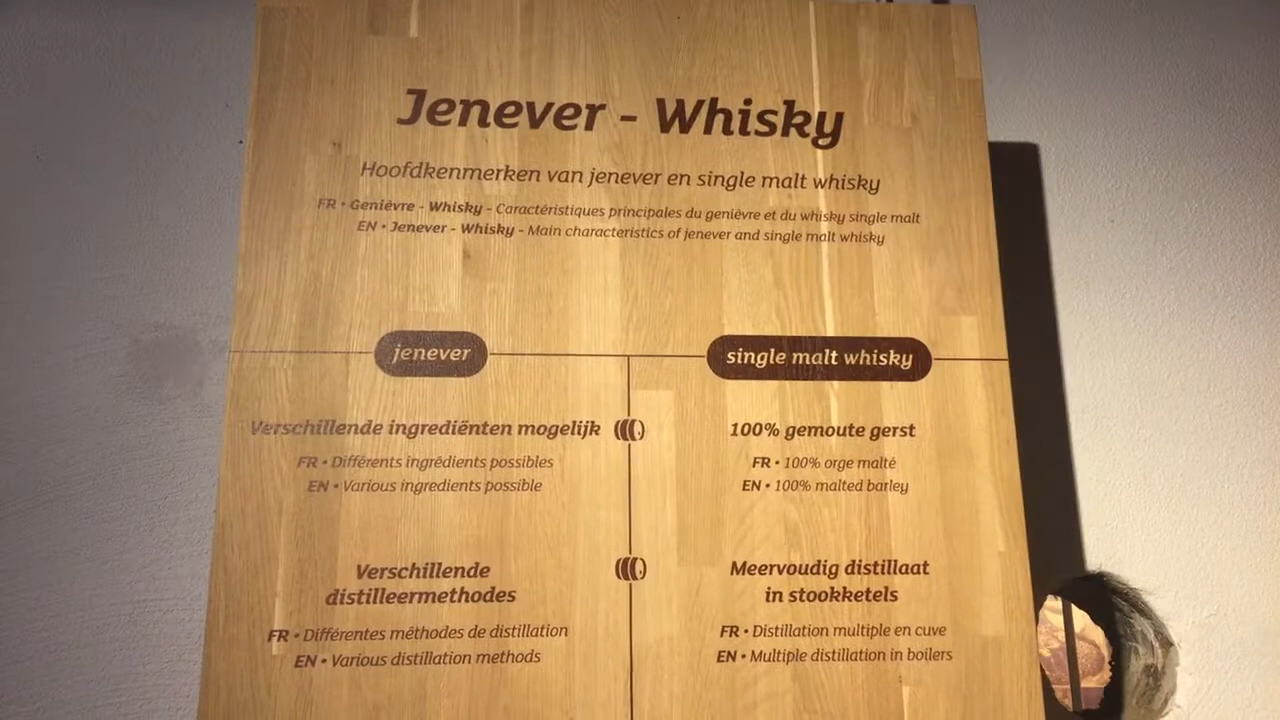 Jenever - Whisky
Hoofdkenmerken van jenever en single malt whisky
FR • Genièvre - Whisky - Caractéristiques principales du genièvre et du whisky single malt
EN • Jenever - Whisky - Main characteristics of jenever and single malt whisky
jenever
single malt whisky
Verschillende ingrediënten mogelijk
FR • Différents ingrédients possibles
EN • Various ingredients possible
100% gemoute gerst
FR • 100% orge malté
EN • 100% malted barley
Verschillende
distilleermethodes
FR • Différentes méthodes de distillation
EN • Various distillation methods
Meervoudig distillaat
in stookketels
FR • Distillation multiple en cuve
EN • Multiple distillation in boilers